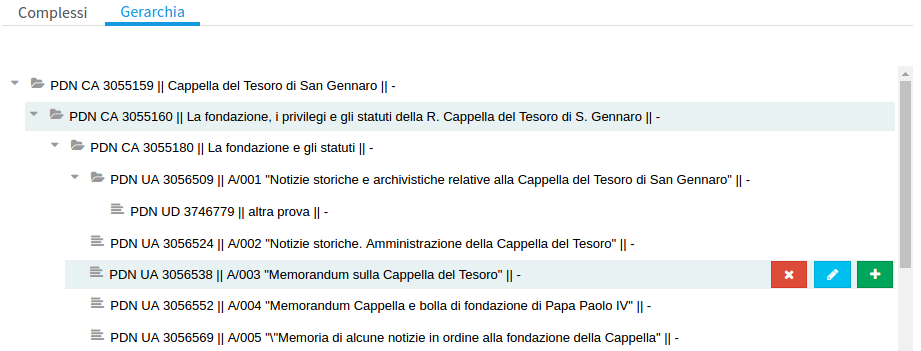 Complessi Gerarchia
PDN CA 3055159 || Cappella del Tesoro di San Gennaro || -
PDN CA 3055160 || La fondazione, i privilegi e gli statuti della R. Cappella del Tesoro di S. Gennaro || -
PDN CA 3055180 || La fondazione e gli statuti || -
PDN UA 3056509 || A/001 "Notizie storiche e archivistiche relative alla Cappella del Tesoro di San Gennaro" || -
PDN UD 3746779 || altra prova || -
PDN UA 3056524 || A/002 "Notizie storiche. Amministrazione della Cappella del Tesoro" || -
PDN UA 3056538 || A/003 "Memorandum sulla Cappella del Tesoro" || -
PDN UA 3056552 || A/004 "Memorandum Cappella e bolla di fondazione di Papa Paolo IV" || -
PDN UA 3056569 || A/005 "\"Memoria di alcune notizie in ordine alla fondazione della Cappella" || -